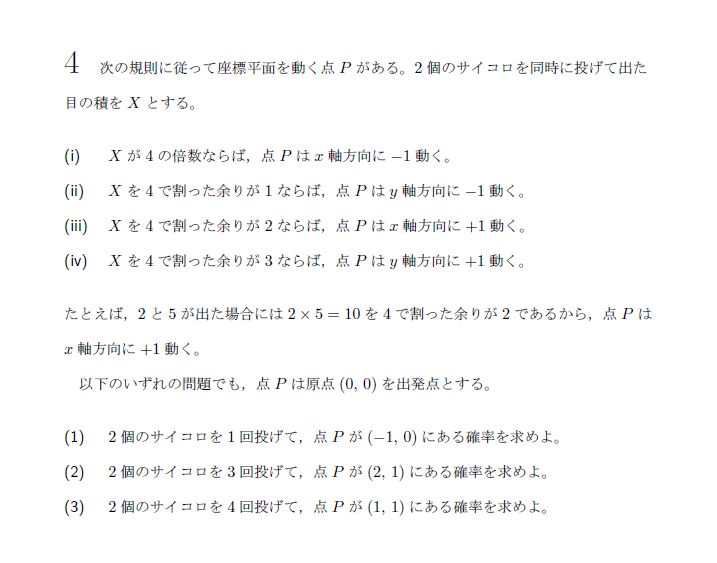 4 次の規則に従って座標平面を動く点 P がある。2 個のサイコロを同時に投げて出た
目の積を X とする。
(i) X が 4 の倍数ならば，点 P は x 軸方向に −1 動く。
(ii) X を 4 で割った余りが 1 ならば，点 P は y 軸方向に −1 動く。
(iii) X を 4 で割った余りが 2 ならば，点 P は x 軸方向に +1 動く。
(iv) X を 4 で割った余りが 3 ならば，点 P は y 軸方向に +1 動く。
たとえば，2 と 5 が出た場合には 2 × 5 = 10 を 4 で割った余りが 2 であるから，点 P は
x 軸方向に +1 動く。
以下のいずれの問題でも，点 P は原点 (0, 0) を出発点とする。
(1) 2 個のサイコロを 1 回投げて，点 P が (−1, 0) にある確率を求めよ。
(2) 2 個のサイコロを 3 回投げて，点 P が (2, 1) にある確率を求めよ。
(3) 2 個のサイコロを 4 回投げて，点 P が (1, 1) にある確率を求めよ。